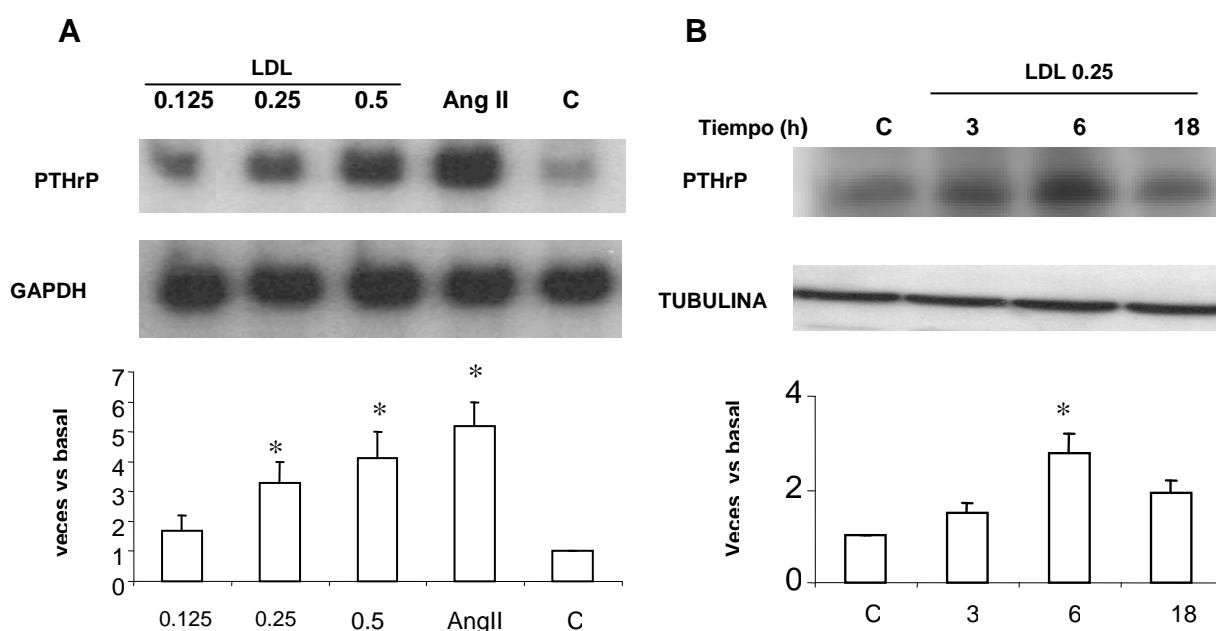 A
LDL
0.125 0.25 0.5 Ang II C
PTHrP
GAPDH
veces vs basal
7
6
5
4
3
2
1
0
* * *
0.125 0.25 0.5 AngII C
B
LDL 0.25
Tiempo (h) C 3 6 18
PTHrP
TUBULINA
Veces vs basal
4
2
0
*
C 3 6 18